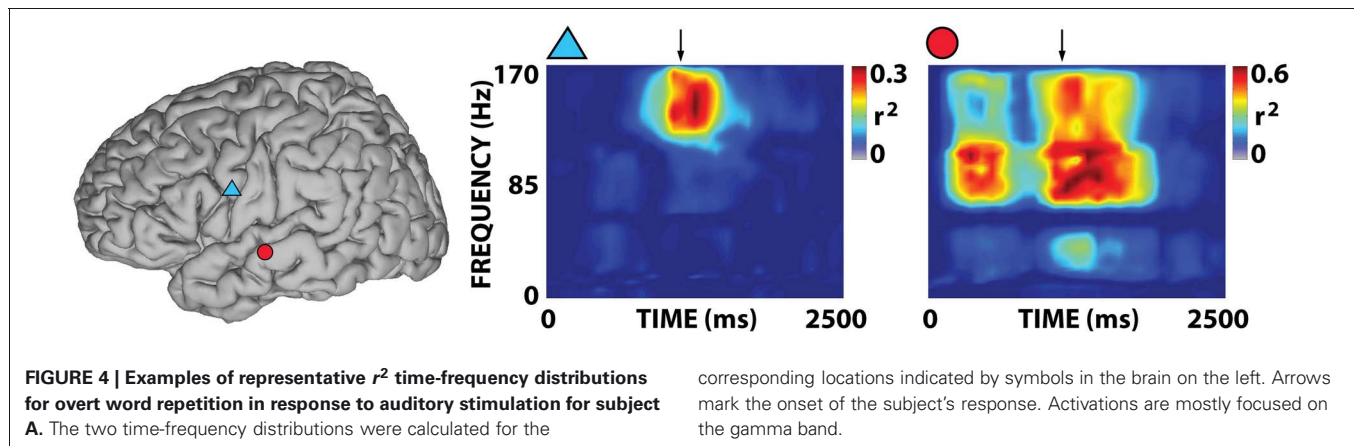 170
85
0
FREQUENCY (Hz)
0 TIME (ms) 2500
0.3
r²
0
0 TIME (ms) 2500
0.6
r²
0
FIGURE 4 | Examples of representative r² time-frequency distributions
for overt word repetition in response to auditory stimulation for subject
A. The two time-frequency distributions were calculated for the
corresponding locations indicated by symbols in the brain on the left. Arrows
mark the onset of the subject's response. Activations are mostly focused on
the gamma band.